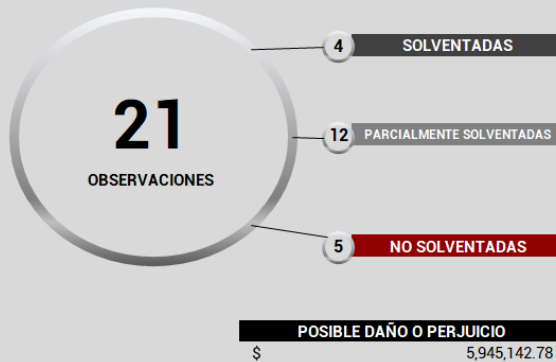 21
OBSERVACIONES
4 SOLVENTADAS
12 PARCIALMENTE SOLVENTADAS
5 NO SOLVENTADAS
POSIBLE DAÑO O PERJUICIO
$ 5,945,142.78